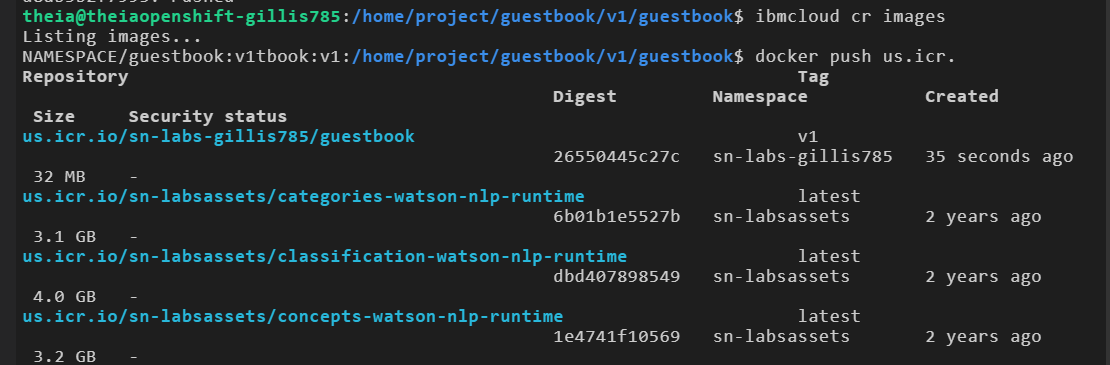 theia@theiaopenshift-gillis785:/home/project/guestbook/v1/guestbook$ ibmcloud cr images
Listing images...
NAMESPACE/guestbook:v1tbook:v1:/home/project/guestbook/v1/guestbook$ docker push us.icr.
Repository Tag
Digest Namespace Created
Size Security status
us.icr.io/sn-labs-gillis785/guestbook v1
26550445c27c sn-labs-gillis785 35 seconds ago
32 MB -
us.icr.io/sn-labsassets/categories-watson-nlp-runtime latest
6b01b1e5527b sn-labsassets 2 years ago
3.1 GB -
us.icr.io/sn-labsassets/classification-watson-nlp-runtime latest
dbd407898549 sn-labsassets 2 years ago
4.0 GB -
us.icr.io/sn-labsassets/concepts-watson-nlp-runtime latest
1e4741f10569 sn-labsassets 2 years ago
3.2 GB -